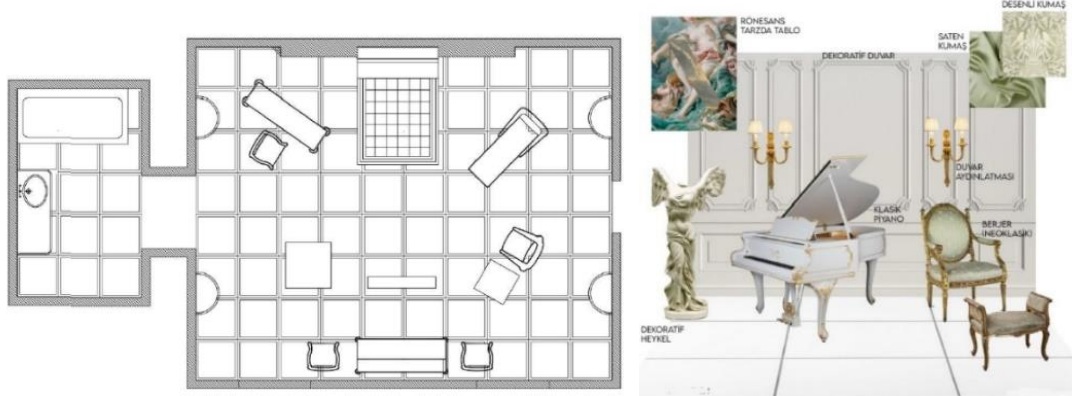 RÖNESANS
TARZDA TABLO
DESENLİ KUMAŞ
SATEN
KUMAŞ
DEKORATİF DUVAR
DUVAR
AYDINLATMASI
KLASİK
PİYANO
BERJER
(NEOKLASİK)
DEKORATİF
HEYKEL